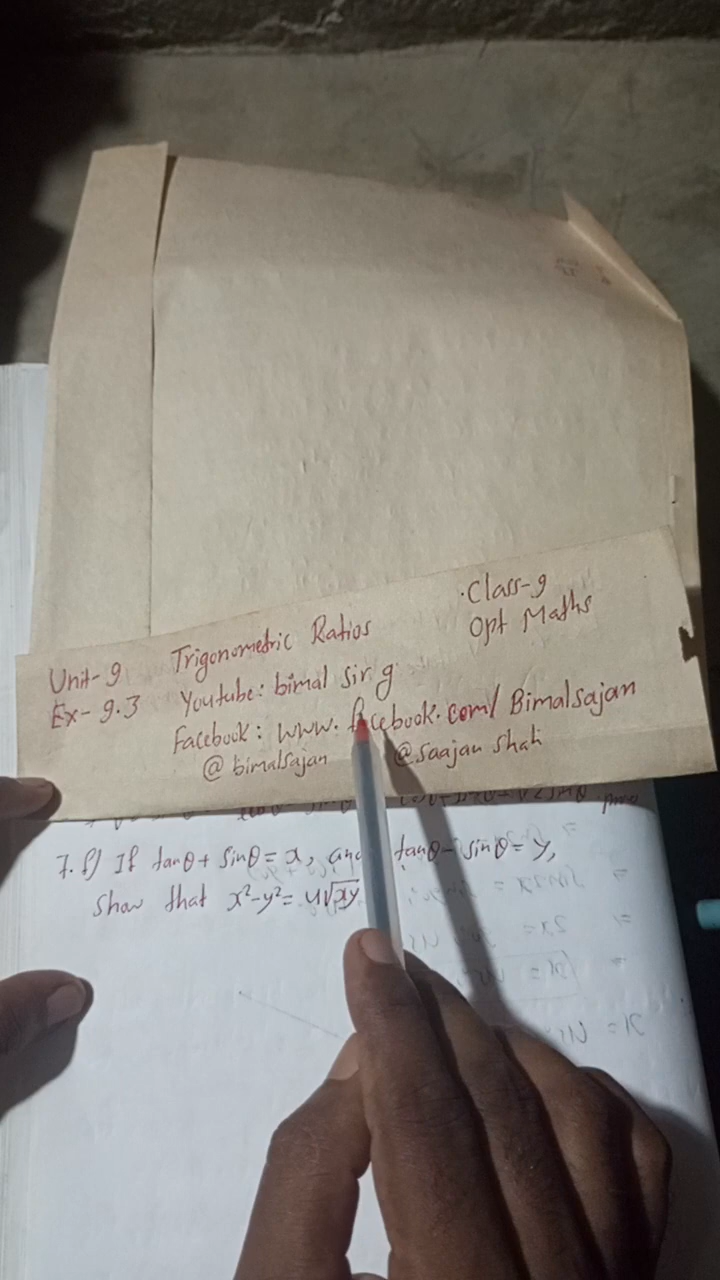 Unit-9 Trigonometric Ratios .Class-9
Ex- 9.3 Youtube: bimal sir g Opt Maths
Facebook: www.facebook.com/Bimalsajan
@bimalsajan @saajan shah
7. f) If tanθ + sinθ = x, and tanθ - sinθ = y,
show that x²-y² = 4√xy